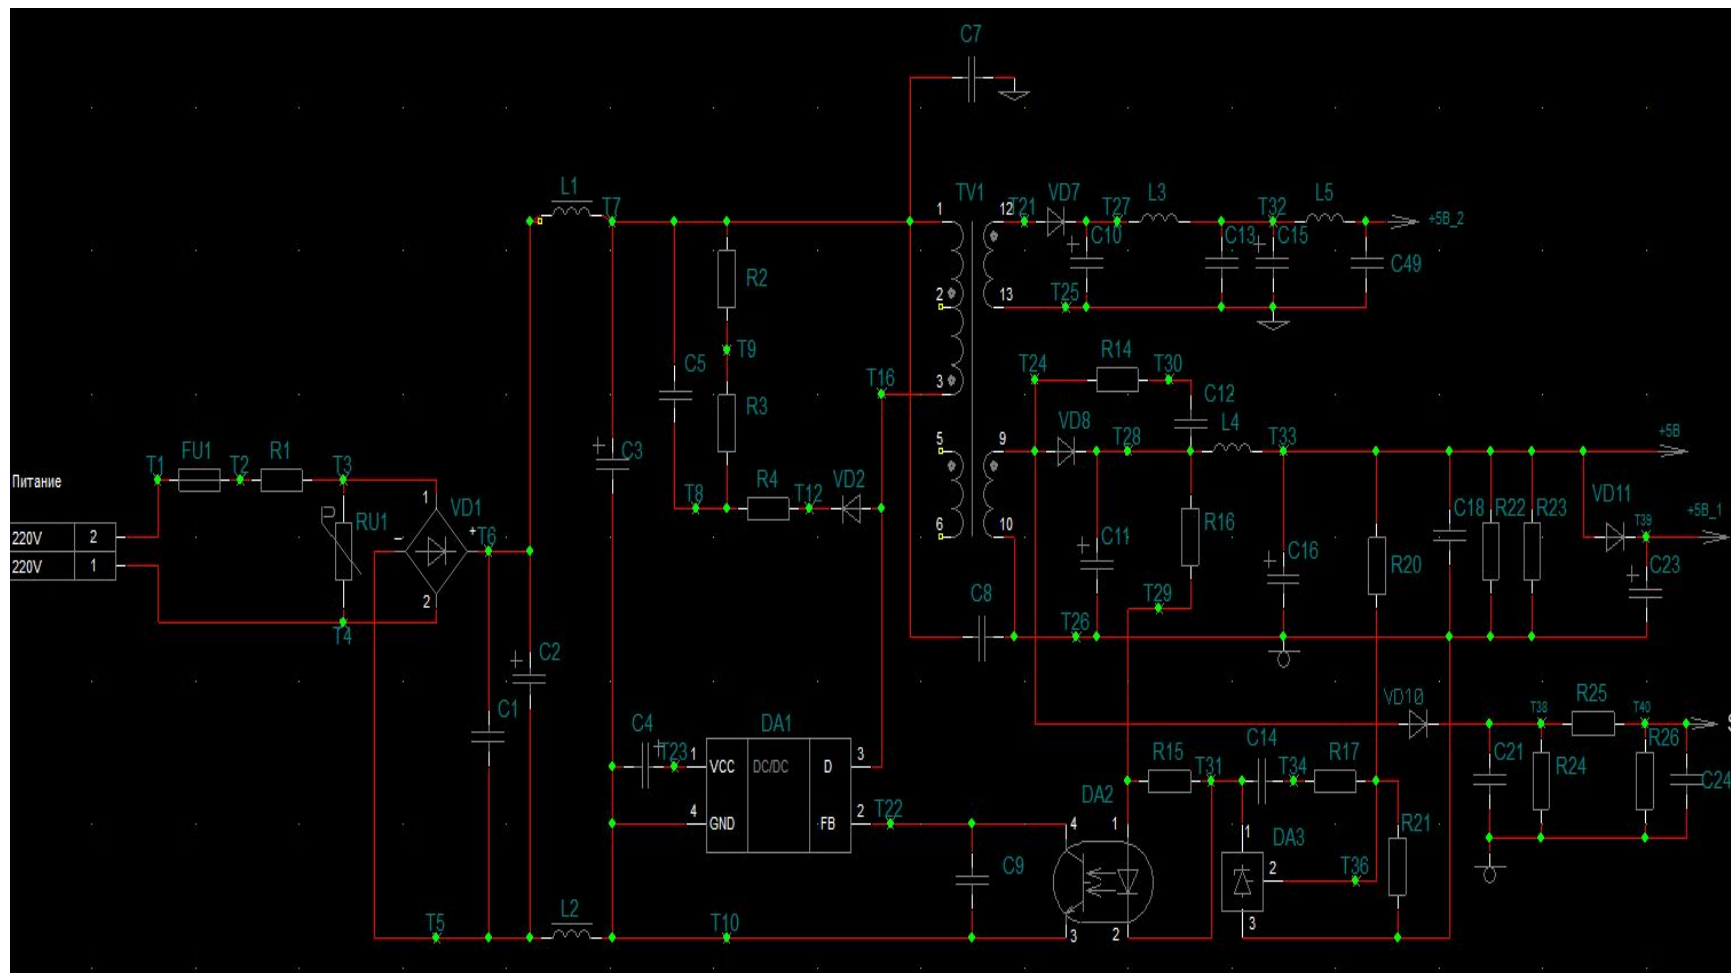 C7
L1
T7
TV1
1
12
T21
VD7
T27
L3
T32
L5
+5В_2
C10
C13
C15
C49
R2
2
13
T25
T9
C5
R3
T16
3
T24
R14
T30
C12
VD8
T28
L4
T33
+5В
5
9
FU1
R1
T1
T2
T3
C3
Питание
R4
VD2
T8
T12
1
VD1
RU1
T6
+
−
220V 2
220V 1
6
10
C11
R16
C16
R20
C18
R22
R23
VD11
T39
+5В_1
C23
2
T4
C8
T29
T26
C2
C1
VD10
T38
R25
T40
S
C4
T23
DA1
1
VCC
DC/DC
D
3
R15
T31
C14
T34
R17
C21
R24
R26
C24
DA2
4
GND
FB
2
T22
4
1
DA3
1
R21
2
T36
C9
T5
L2
T10
3
2
3